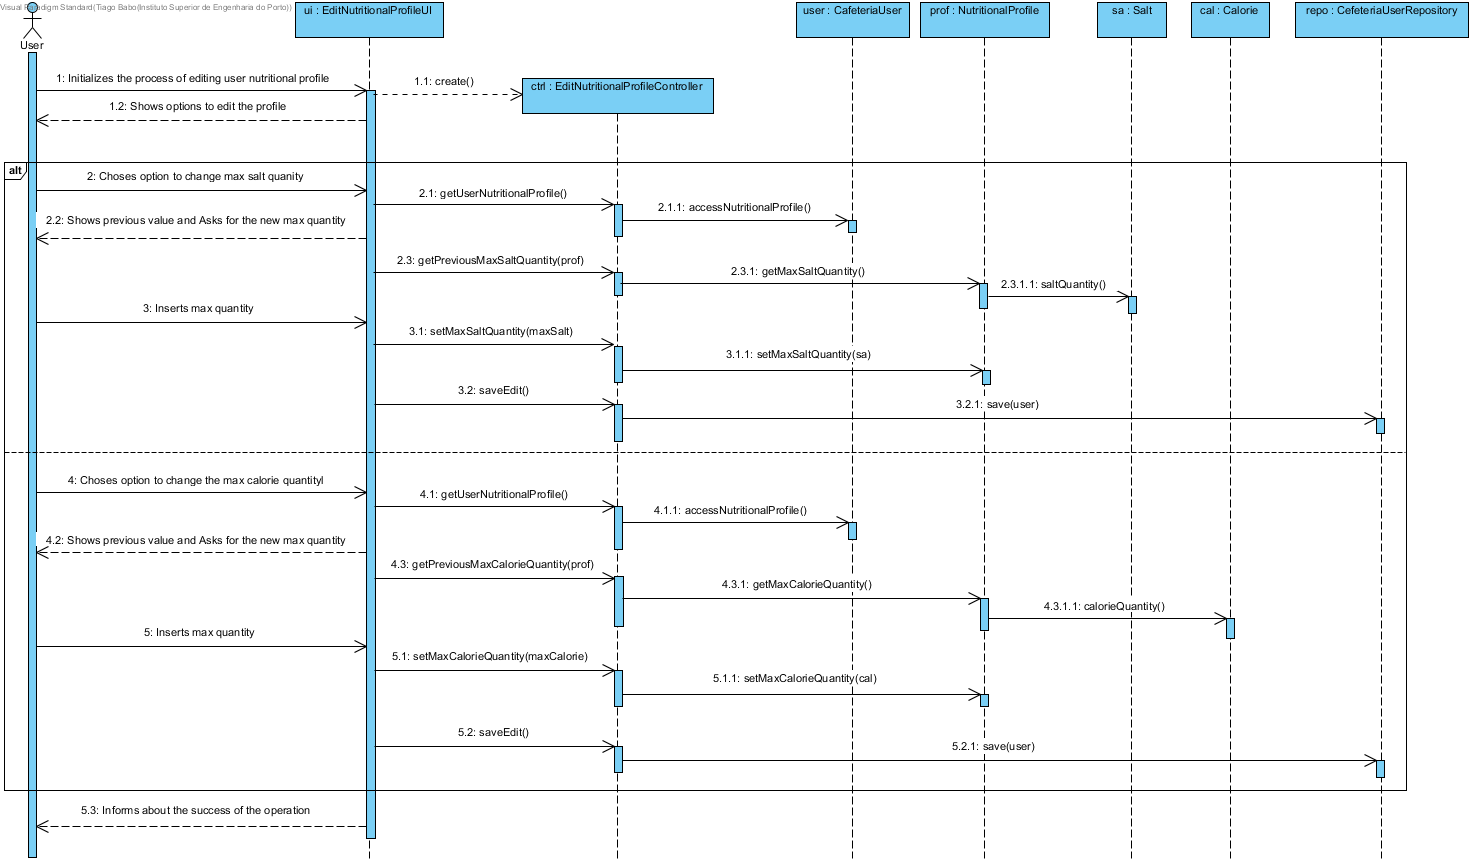 Visual Paradigm Standard(Tiago Babo(Instituto Superior de Engenharia do Porto))
User
ui : EditNutritionalProfileUI
user : CafeteriaUser
prof : NutritionalProfile
sa : Salt
cal : Calorie
repo : CefeteriaUserRepository
1: Initializes the process of editing user nutritional profile
1.1: create()
ctrl : EditNutritionalProfileController
1.2: Shows options to edit the profile
alt
2: Choses option to change max salt quanity
2.1: getUserNutritionalProfile()
2.1.1: accessNutritionalProfile()
2.2: Shows previous value and Asks for the new max quantity
2.3: getPreviousMaxSaltQuantity(prof)
2.3.1: getMaxSaltQuantity()
2.3.1.1: saltQuantity()
3: Inserts max quantity
3.1: setMaxSaltQuantity(maxSalt)
3.1.1: setMaxSaltQuantity(sa)
3.2: saveEdit()
3.2.1: save(user)
4: Choses option to change the max calorie quantityl
4.1: getUserNutritionalProfile()
4.1.1: accessNutritionalProfile()
4.2: Shows previous value and Asks for the new max quantity
4.3: getPreviousMaxCalorieQuantity(prof)
4.3.1: getMaxCalorieQuantity()
4.3.1.1: calorieQuantity()
5: Inserts max quantity
5.1: setMaxCalorieQuantity(maxCalorie)
5.1.1: setMaxCalorieQuantity(cal)
5.2: saveEdit()
5.2.1: save(user)
5.3: Informs about the success of the operation